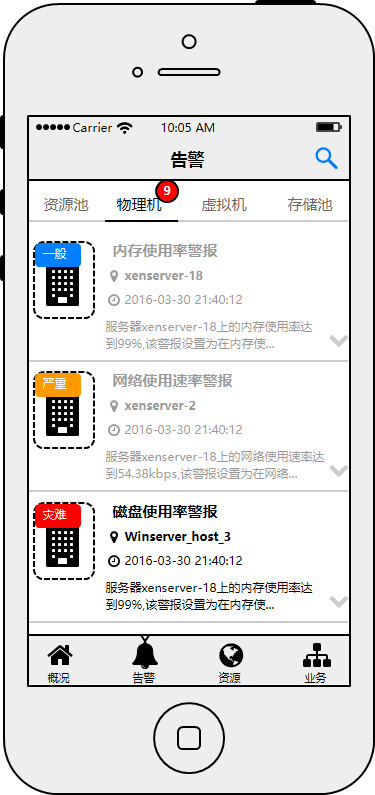 Carrier 10:05 AM
告警
资源池 物理机 9 虚拟机 存储池
一般
内存使用率警报
xenserver-18
2016-03-30 21:40:12
服务器xenserver-18上的内存使用率达
到99%,该警报设置为在内存使...
严重
网络使用速率警报
xenserver-2
2016-03-30 21:40:12
服务器xenserver-18上的网络使用速率达
到54.38kbps,该警报设置为在网络...
灾难
磁盘使用率警报
Winserver_host_3
2016-03-30 21:40:12
服务器xenserver-18上的内存使用率达
到99%,该警报设置为在内存使...
概况 告警 资源 业务